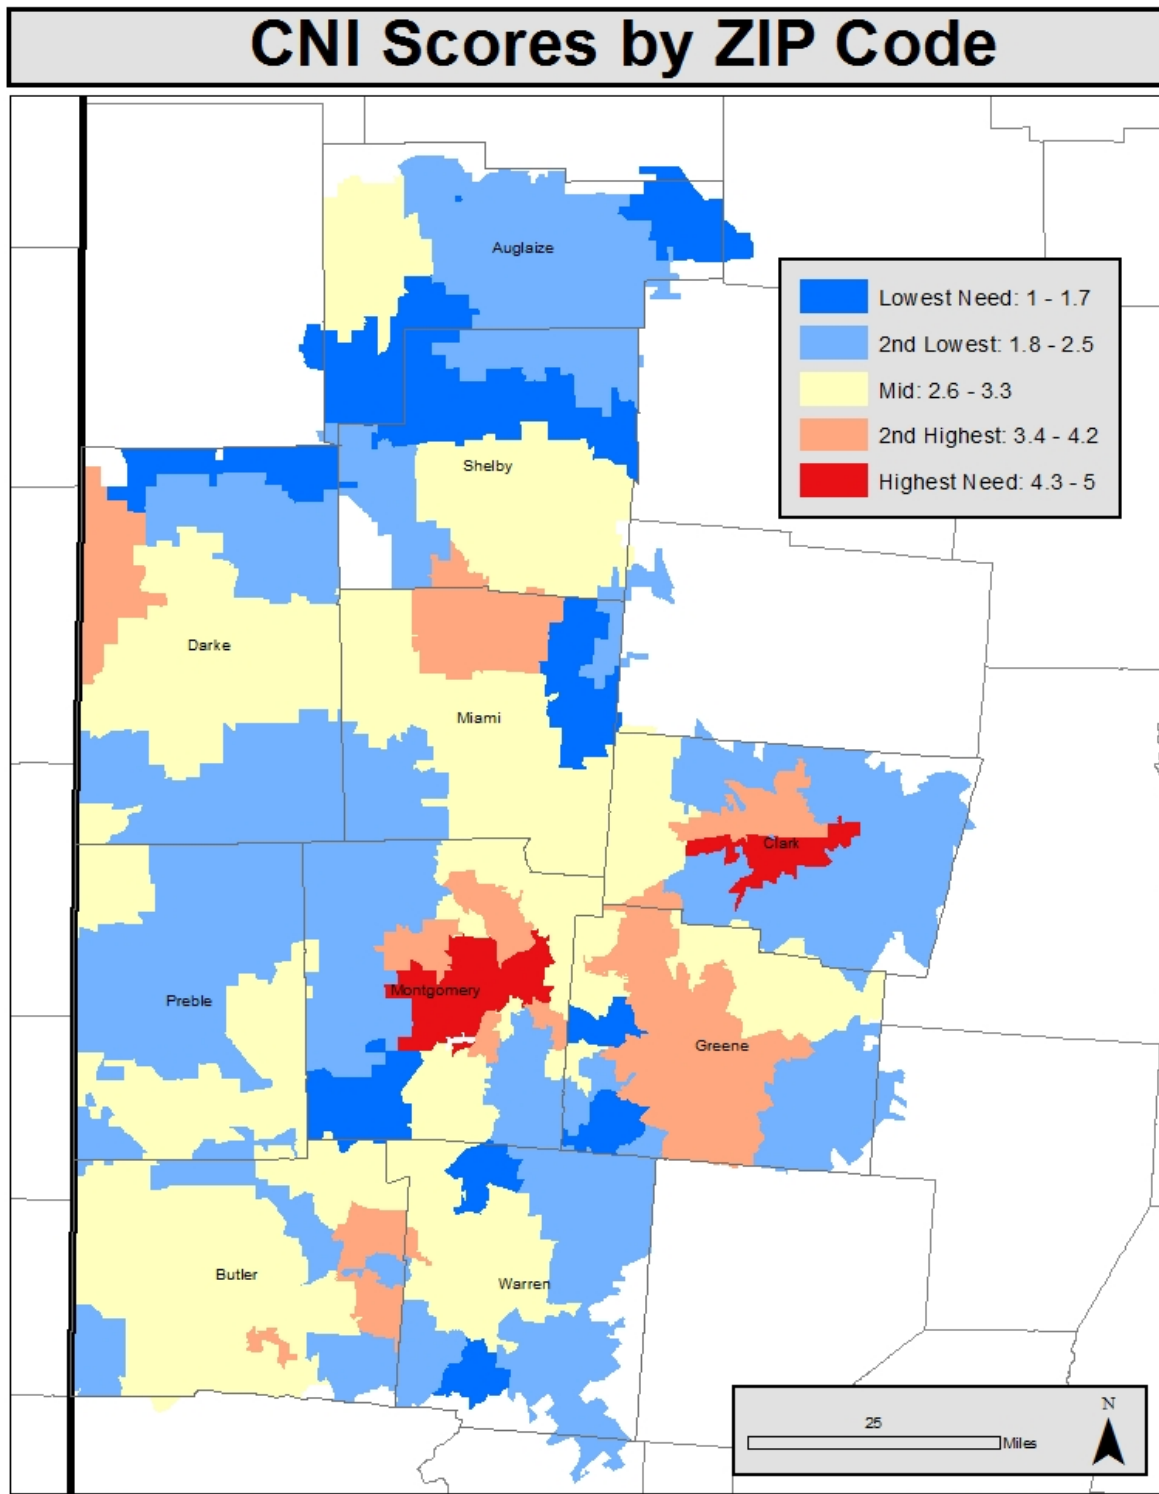 CNI Scores by ZIP Code
Auglaize
Lowest Need: 1 - 1.7
2nd Lowest: 1.8 - 2.5
Mid: 2.6 - 3.3
2nd Highest: 3.4 - 4.2
Highest Need: 4.3 - 5
Shelby
Darke
Miami
Clark
Preble
Montgomery
Greene
Butler
Warren
25
Miles
N